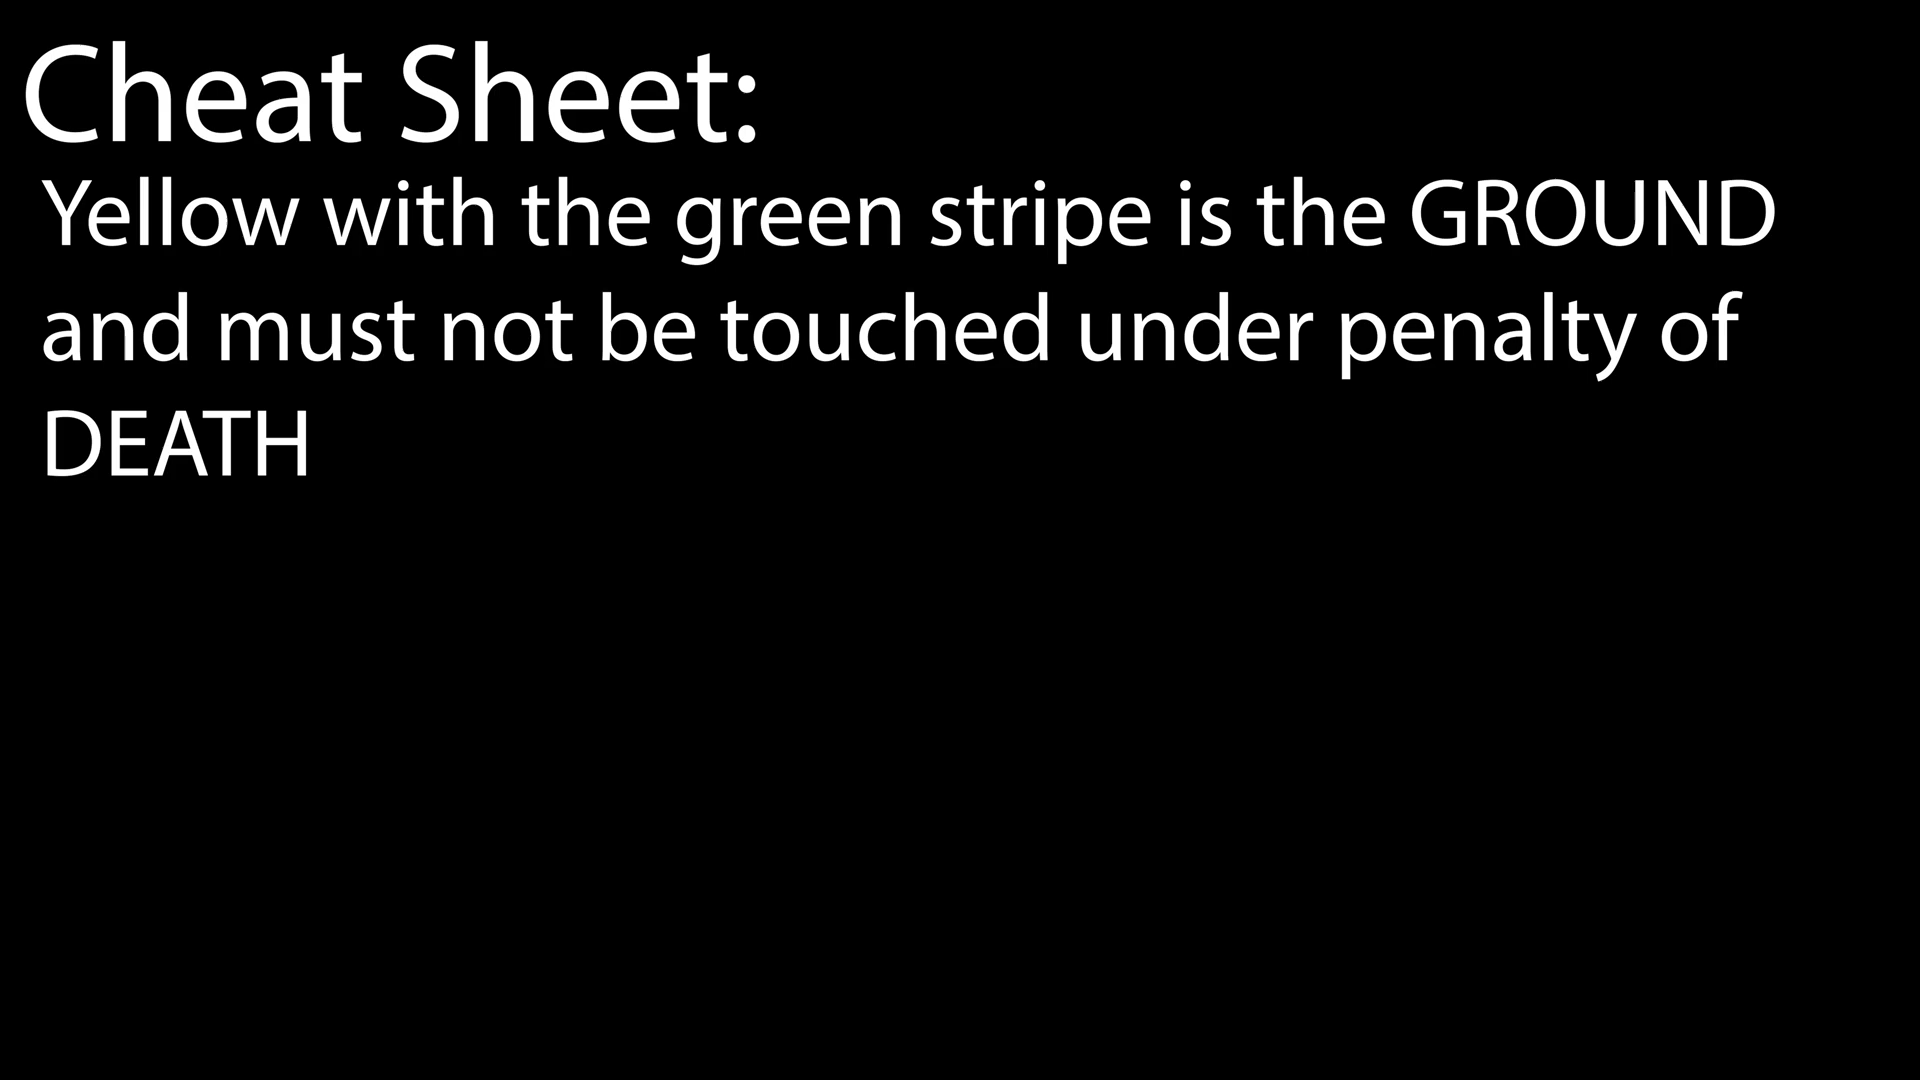 Cheat Sheet:
Yellow with the green stripe is the GROUND
and must not be touched under penalty of
DEATH